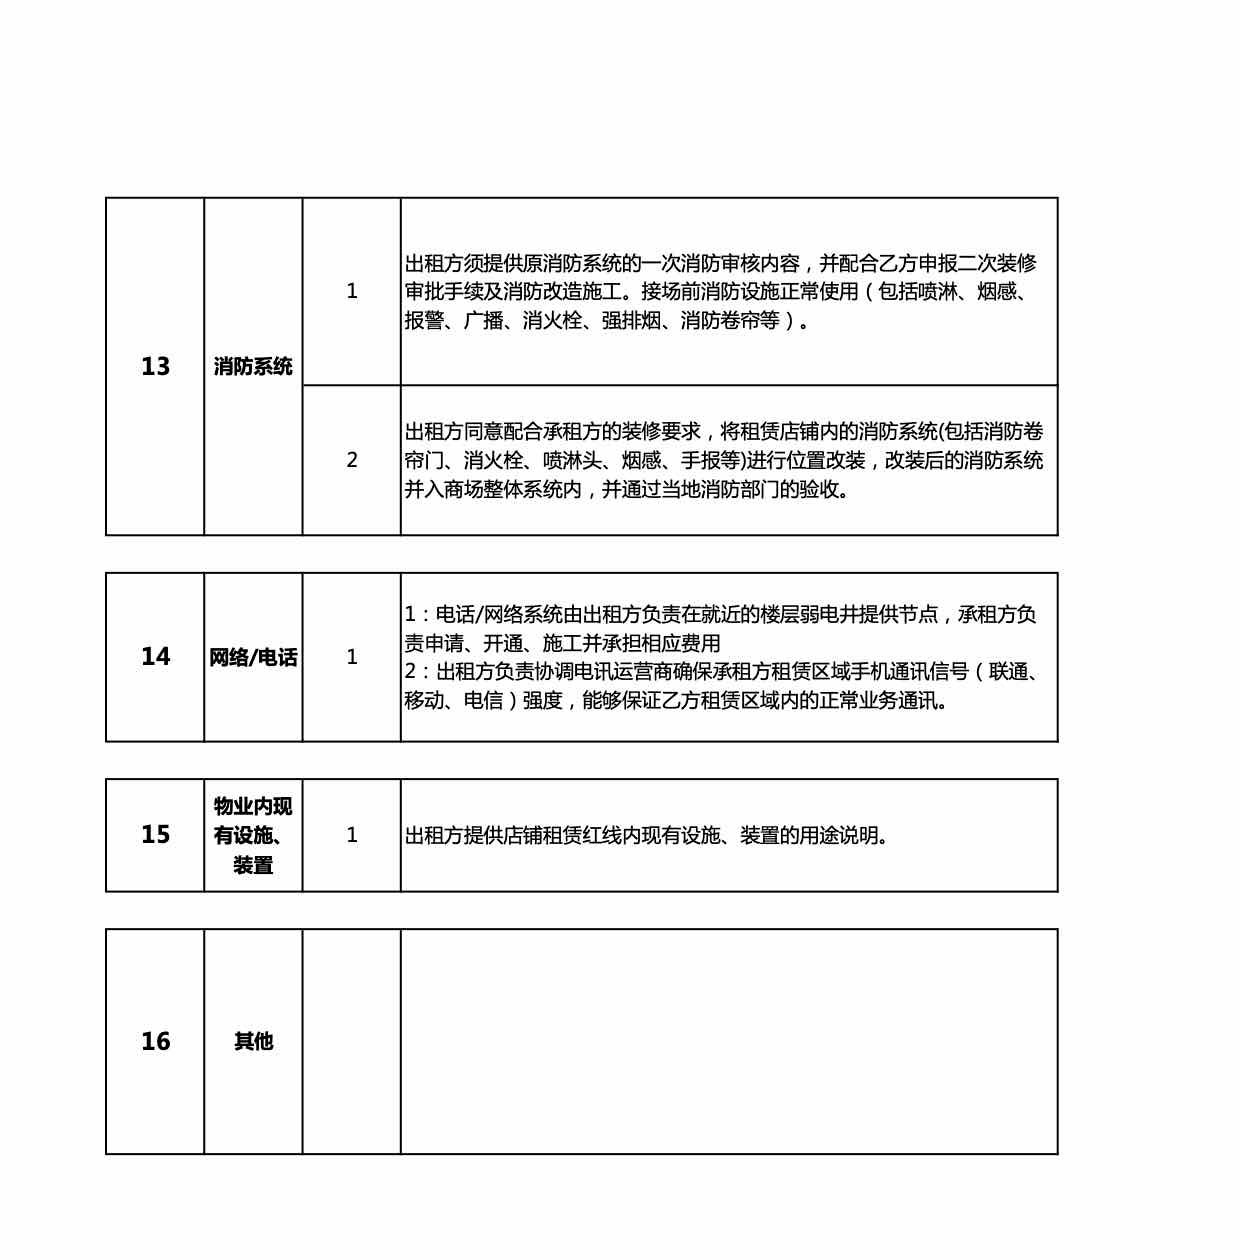 13
消防系统
1
出租方须提供原消防系统的一次消防审核内容，并配合乙方申报二次装修
审批手续及消防改造施工。接场前消防设施正常使用（包括喷淋、烟感、
报警、广播、消火栓、强排烟、消防卷帘等）。
2
出租方同意配合承租方的装修要求，将租赁店铺内的消防系统(包括消防卷
帘门、消火栓、喷淋头、烟感、手报等)进行位置改装，改装后的消防系统
并入商场整体系统内，并通过当地消防部门的验收。
14
网络/电话
1
1：电话/网络系统由出租方负责在就近的楼层弱电井提供节点，承租方负
责申请、开通、施工并承担相应费用
2：出租方负责协调电讯运营商确保承租方租赁区域手机通讯信号（联通、
移动、电信）强度，能够保证乙方租赁区域内的正常业务通讯。
15
物业内现
有设施、
装置
1
出租方提供店铺租赁红线内现有设施、装置的用途说明。
16
其他